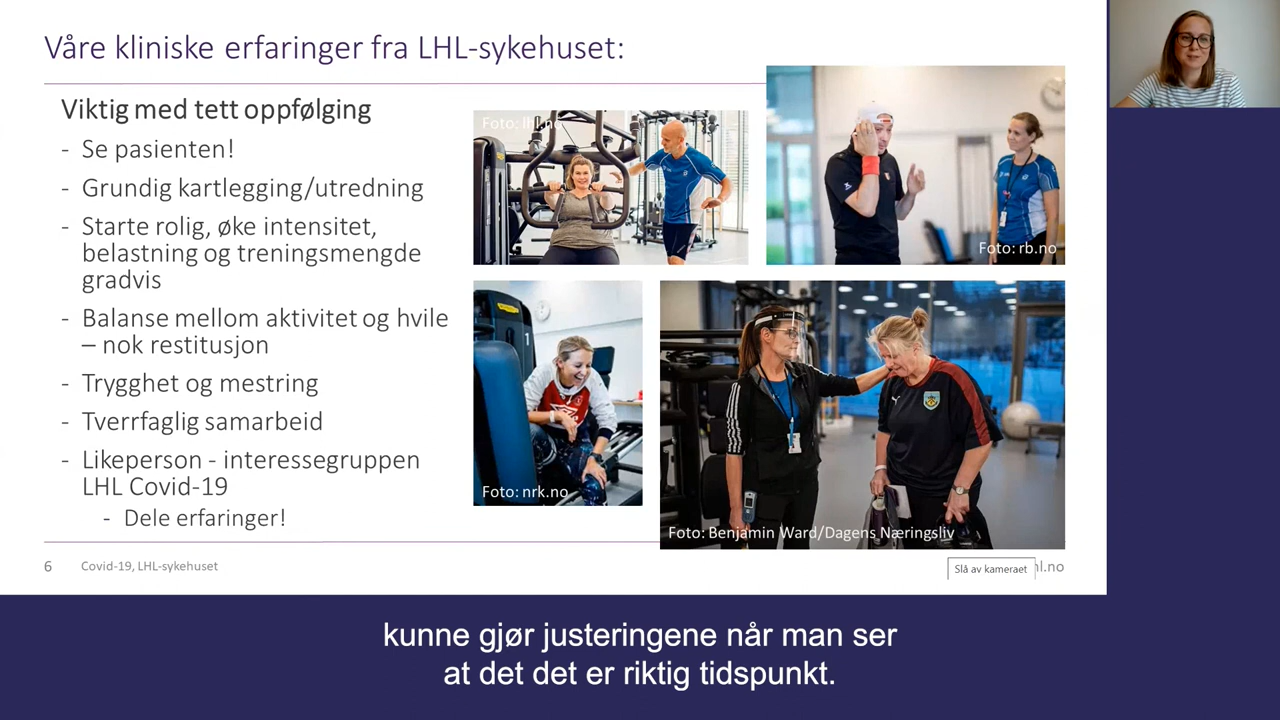 Våre kliniske erfaringer fra LHL-sykehuset:
Viktig med tett oppfølging
- Se pasienten!
- Grundig kartlegging/utredning
- Starte rolig, øke intensitet,
belastning og treningsmengde
gradvis
- Balanse mellom aktivitet og hvile
– nok restitusjon
- Trygghet og mestring
- Tverrfaglig samarbeid
- Likeperson - interessegruppen
LHL Covid-19
- Dele erfaringer!
Foto: lhl.no
Foto: rb.no
Foto: nrk.no
Foto: Benjamin Ward/Dagens Næringsliv
6 Covid-19, LHL-sykehuset
Slå av kameraet
hl.no
kunne gjør justeringene når man ser
at det det er riktig tidspunkt.